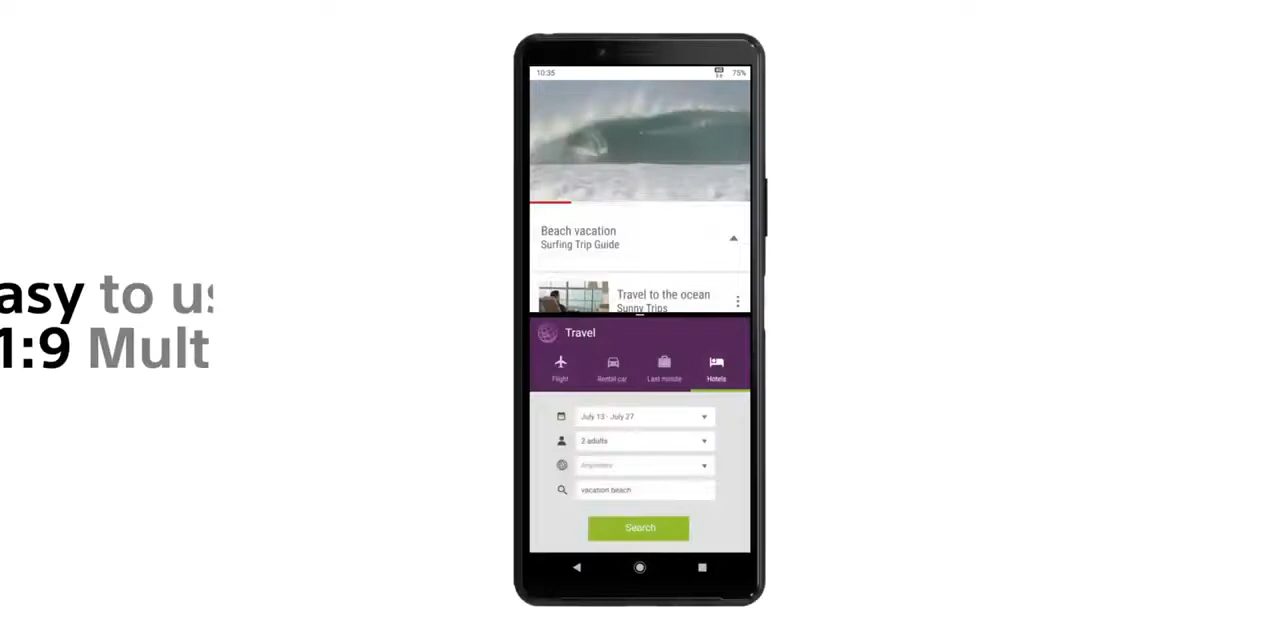 asy to us
1:9 Mult
10:35
75%
Beach vacation
Surfing Trip Guide
Travel to the ocean
Sunny Trips
Travel
Flight
Rental car
Last minute
Hotels
July 13 - July 27
2 adults
Anywhere
vacation beach
Search